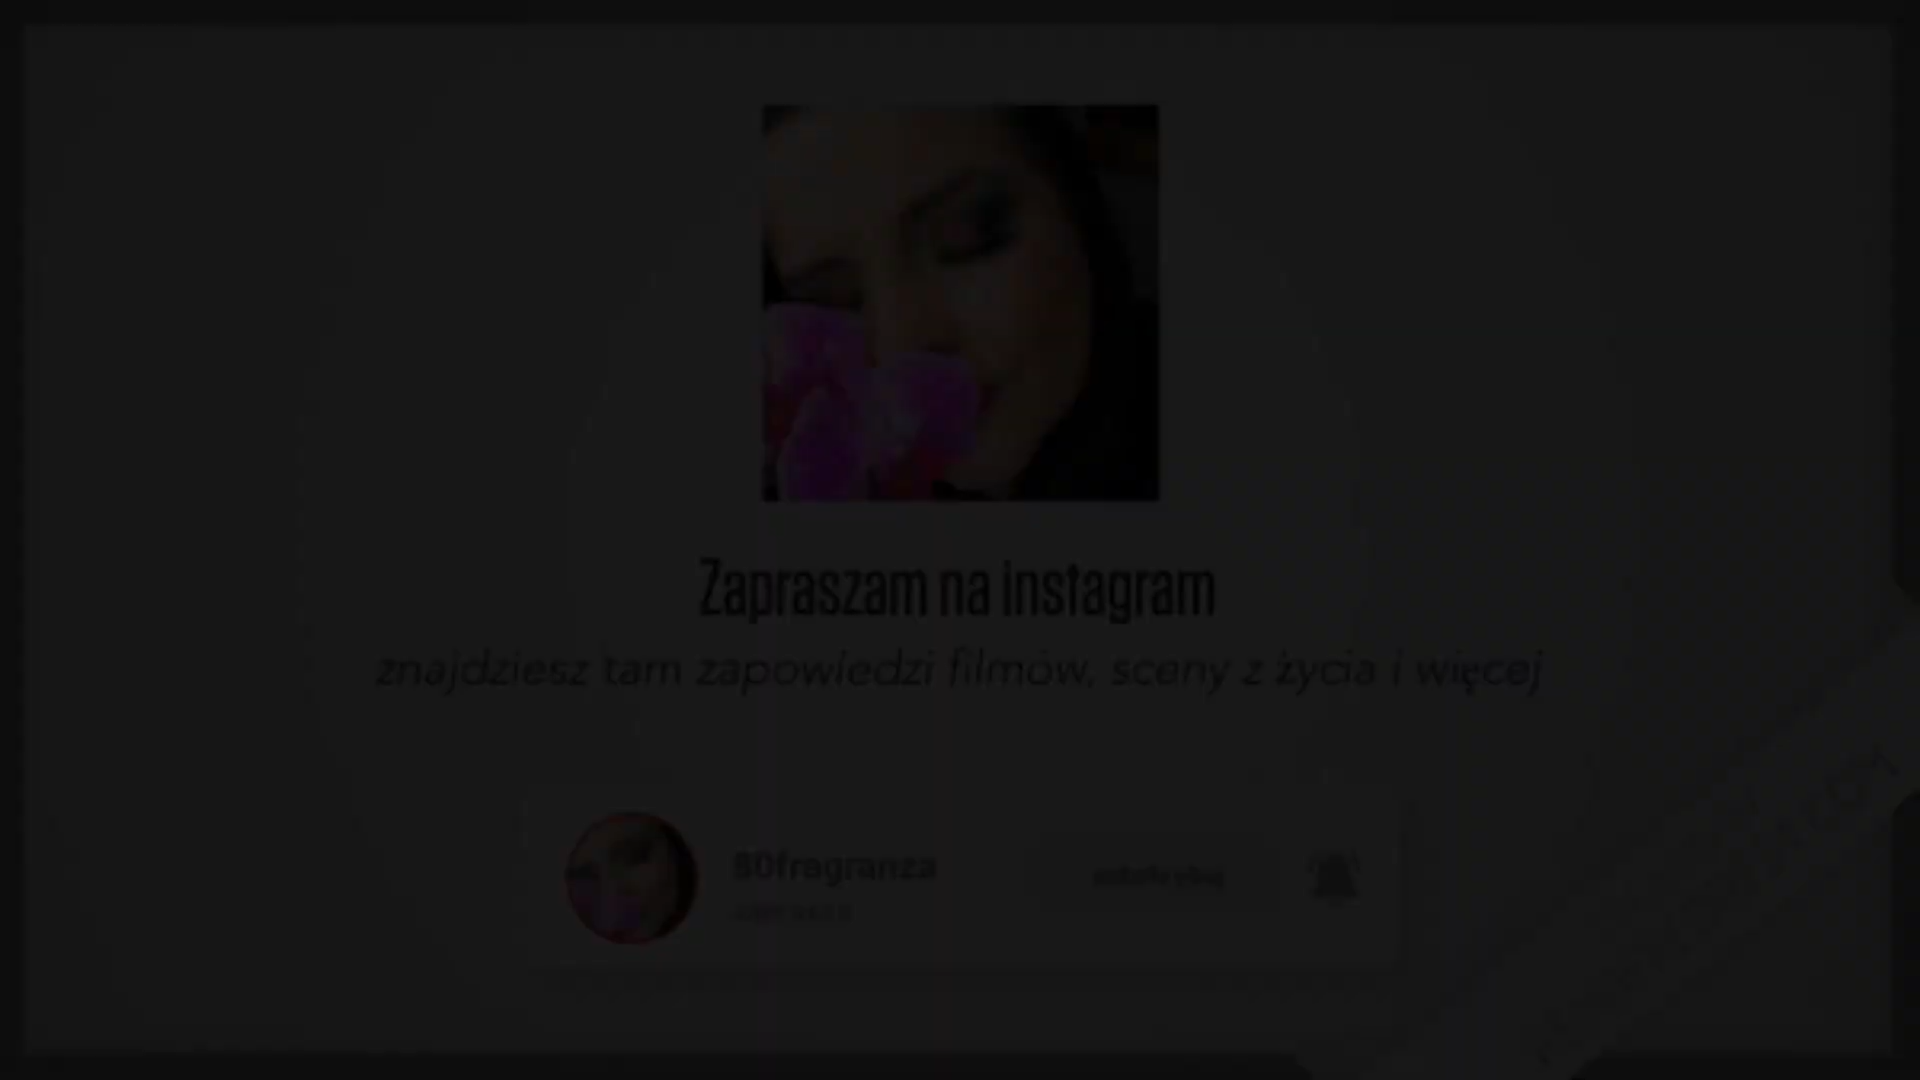 Zapraszam na instagram
znajdziesz tam zapowiedzi filmów, sceny z życia i więcej
80fragranza